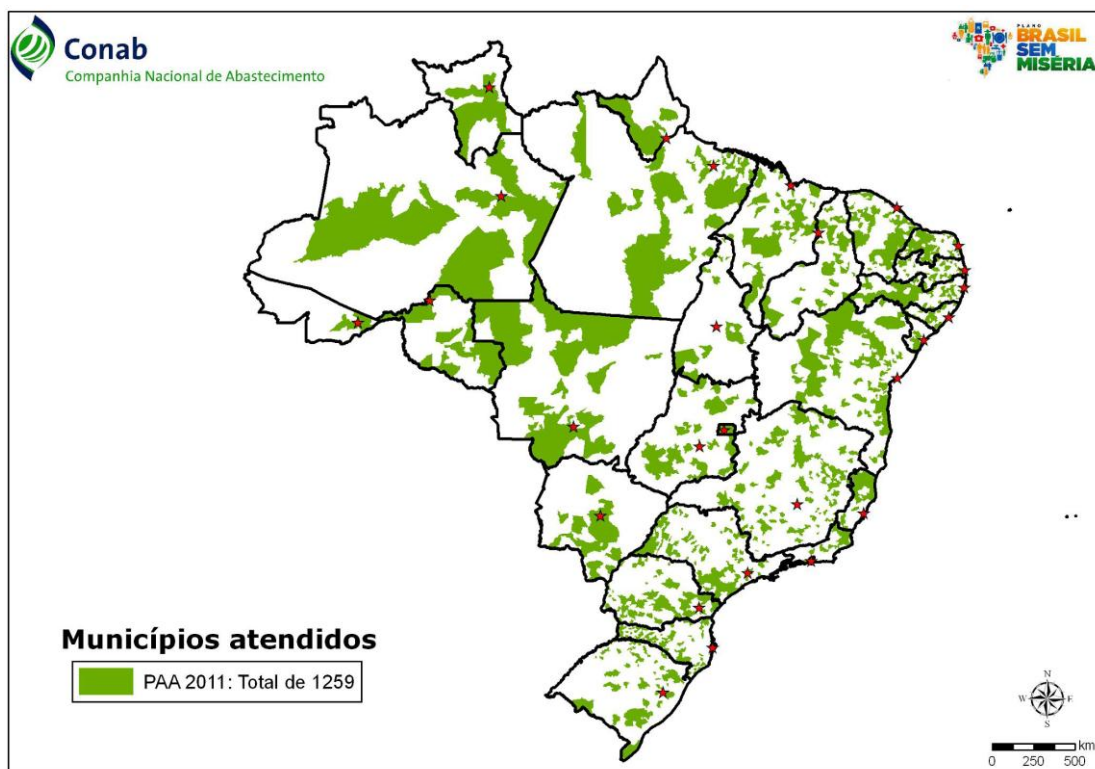 Conab
Companhia Nacional de Abastecimento
PLANO
BRASIL
SEM
MISÉRIA
Municípios atendidos
PAA 2011: Total de 1259
N
W
E
S
km
0 250 500